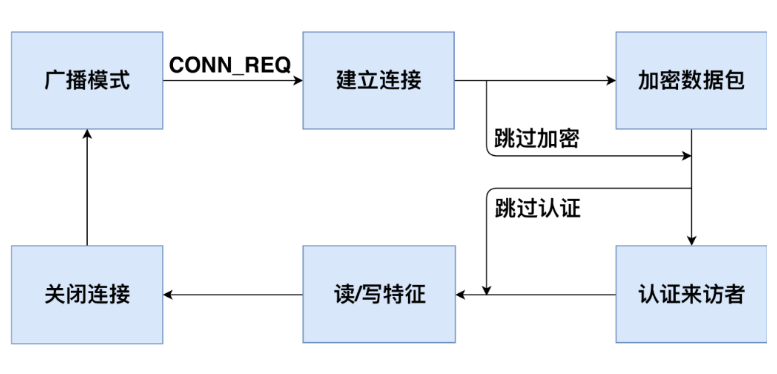 广播模式
CONN_REQ
建立连接
加密数据包
跳过加密
跳过认证
关闭连接
读/写特征
认证来访者